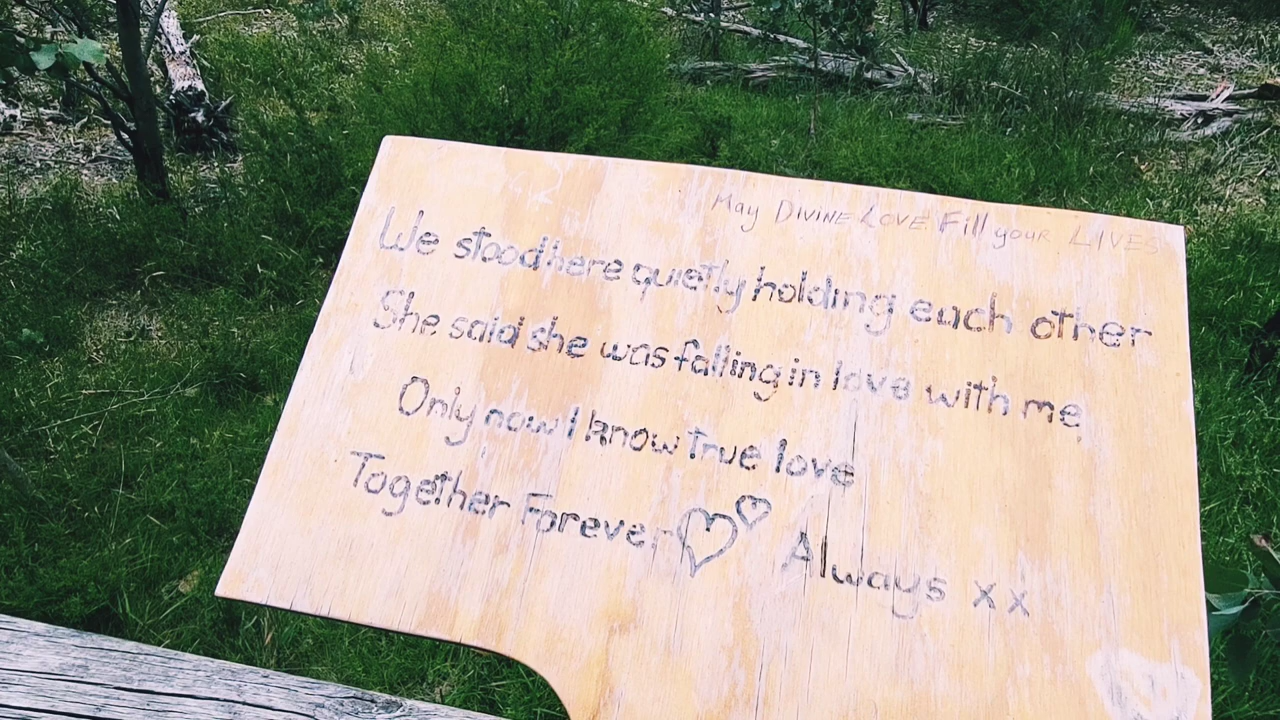 May DIVINE LOVE Fill your LIVES
We stood here quietly holding each other
She said she was falling in love with me
Only now I know true love
Together Forever Always xx